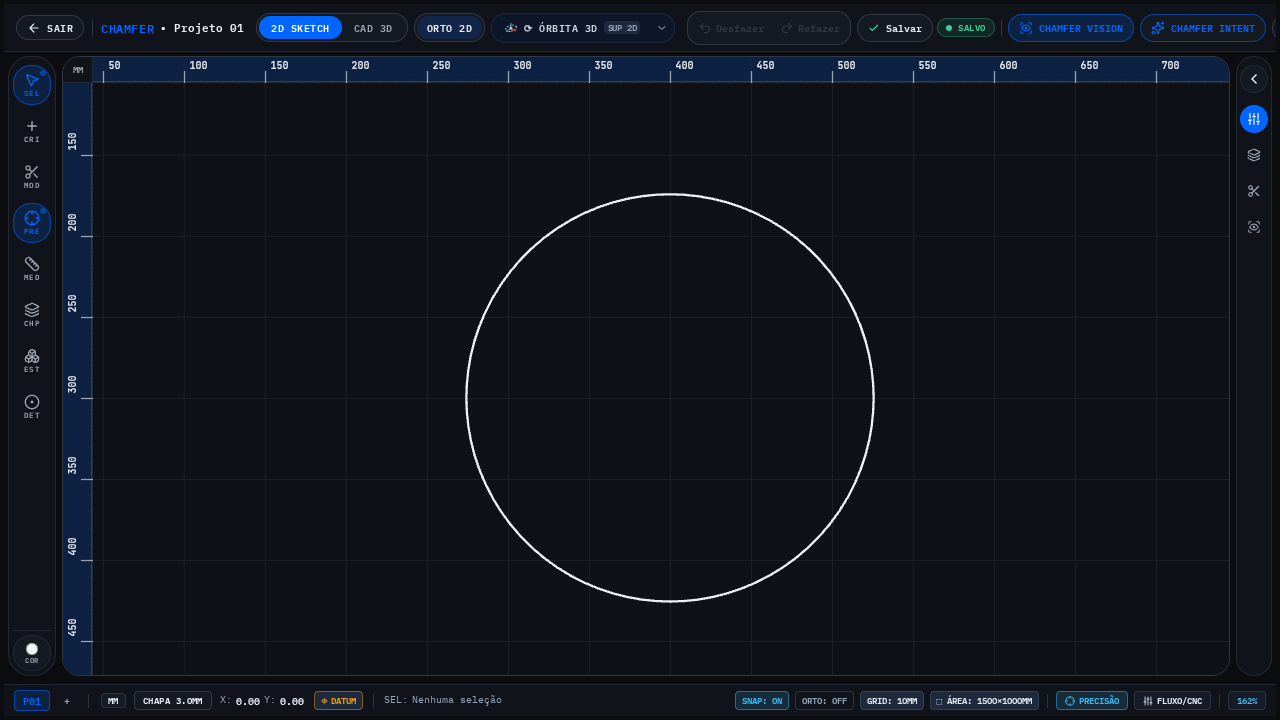 SAIR
CHAMFER • Projeto 01
2D SKETCH
CAD 3D
ORTO 2D
⟳ ÓRBITA 3D SUP 2D
Desfazer
Refazer
Salvar
SALVO
CHAMFER VISION
CHAMFER INTENT
MM
50 100 150 200 250 300 350 400 450 500 550 600 650 700
150
200
250
300
350
400
450
SEL
CRI
MOD
PRE
MED
CHP
EST
DET
COR
P01
+
MM
CHAPA 3.0MM
X: 0.00 Y: 0.00
⌖ DATUM
SEL: Nenhuma seleção
SNAP: ON
ORTO: OFF
GRID: 10MM
⬚ ÁREA: 1500×1000MM
PRECISÃO
FLUXO/CNC
162%